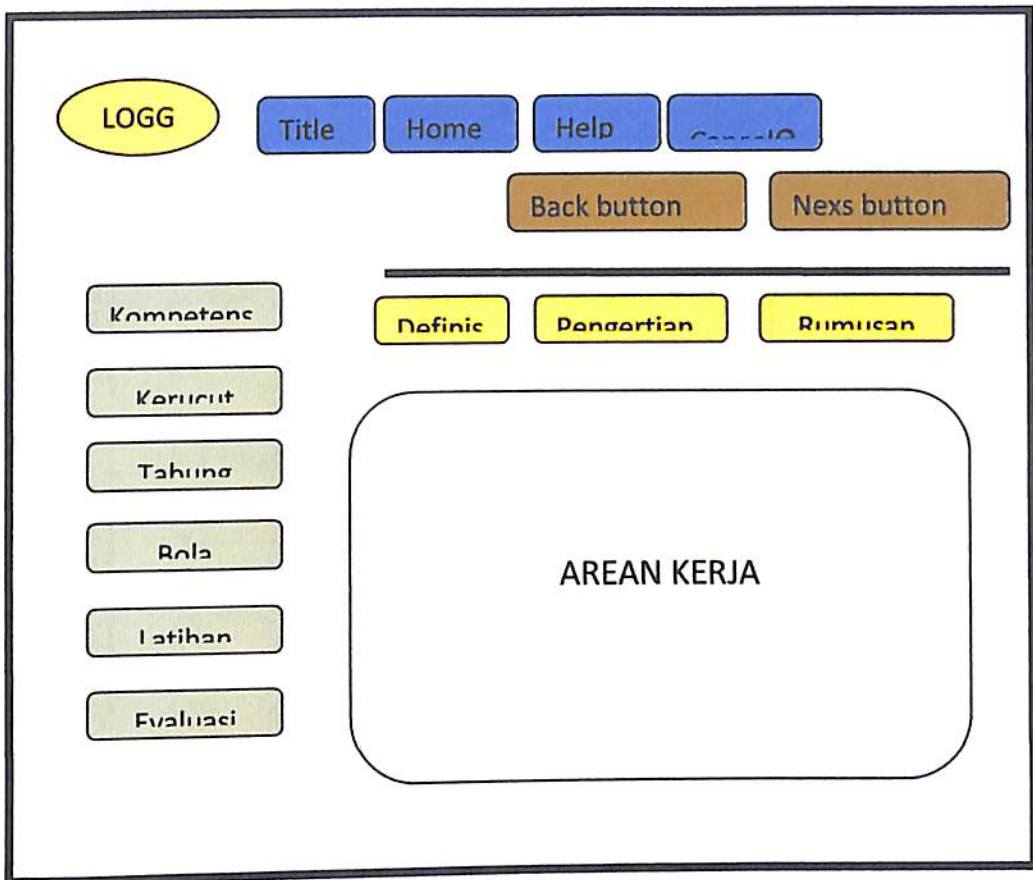 LOGG
Title
Home
Help
Back button
Nexs button
Kompetens
Definis
Pengertian
Rumusan
Kerucut
Tabung
Bola
AREAN KERJA
Latihan
Evaluasi